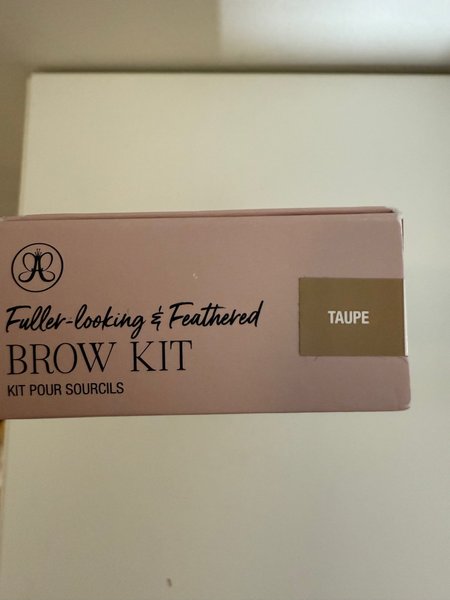 Fuller-looking & Feathered
BROW KIT
KIT POUR SOURCILS
TAUPE